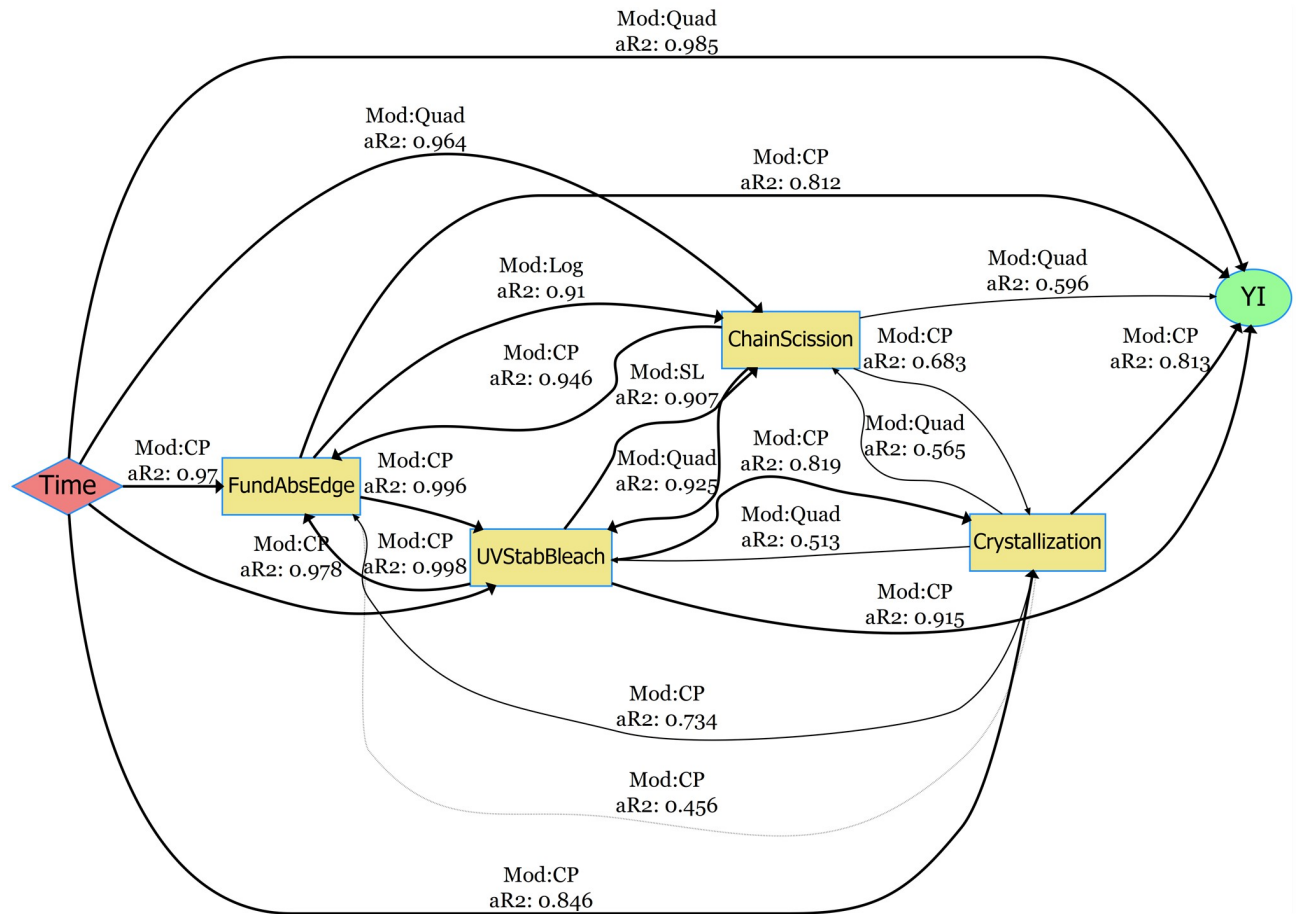 Mod:Quad
aR2: 0.985
Mod:Quad
aR2: 0.964
Mod:CP
aR2: 0.812
Mod:Log
aR2: 0.91
Mod:Quad
aR2: 0.596
YI
ChainScission
Mod:CP
aR2: 0.946
Mod:SL
aR2: 0.907
Mod:CP
aR2: 0.683
Mod:CP
aR2: 0.813
Mod:Quad
aR2: 0.565
Mod:CP
aR2: 0.97
Time
FundAbsEdge
Mod:CP
aR2: 0.996
Mod:Quad
aR2: 0.925
Mod:CP
aR2: 0.819
Mod:Quad
aR2: 0.513
Crystallization
UVStabBleach
Mod:CP
aR2: 0.978
Mod:CP
aR2: 0.998
Mod:CP
aR2: 0.915
Mod:CP
aR2: 0.734
Mod:CP
aR2: 0.456
Mod:CP
aR2: 0.846